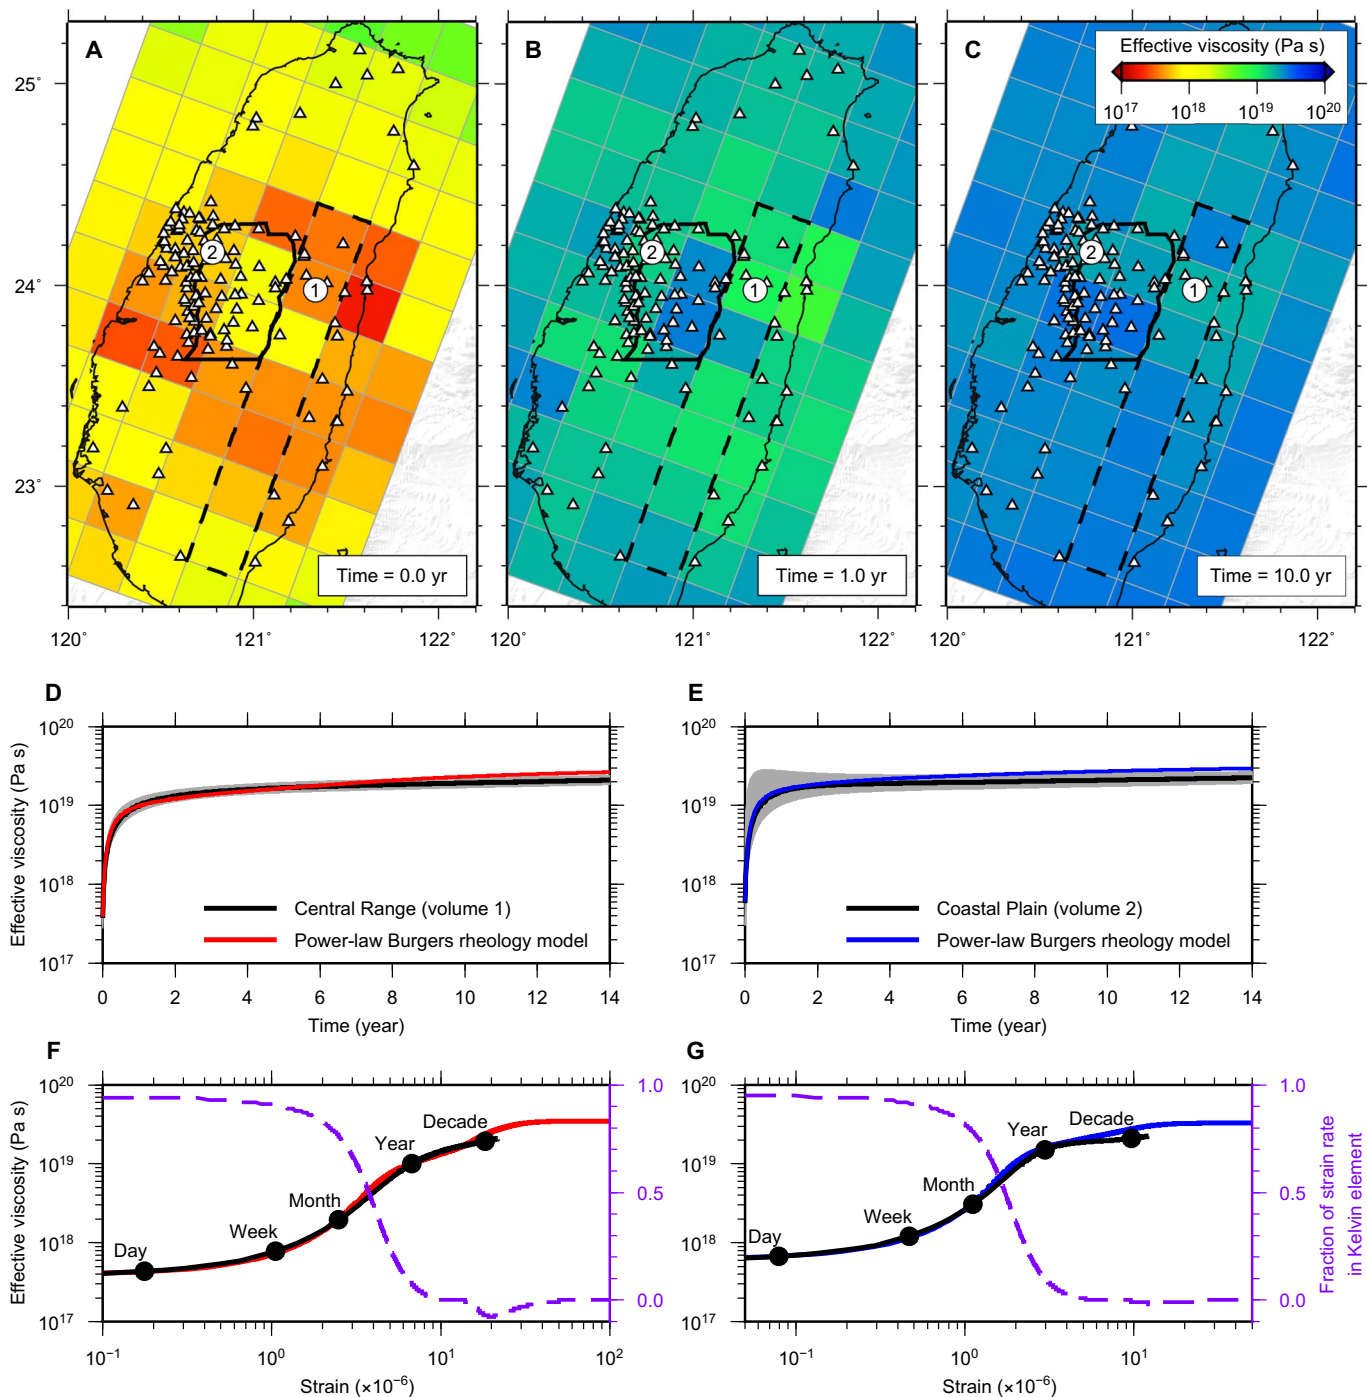 A
B
C
Effective viscosity (Pa s)
10¹⁷ 10¹⁸ 10¹⁹ 10²⁰
25˚
24˚
23˚
2
1
2
1
2
1
Time = 0.0 yr
Time = 1.0 yr
Time = 10.0 yr
120˚ 121˚ 122˚
120˚ 121˚ 122˚
120˚ 121˚ 122˚
D
Effective viscosity (Pa s)
10²⁰
10¹⁹
10¹⁸
10¹⁷
Central Range (volume 1)
Power-law Burgers rheology model
0 2 4 6 8 10 12 14
Time (year)
E
10²⁰
10¹⁹
10¹⁸
10¹⁷
Coastal Plain (volume 2)
Power-law Burgers rheology model
0 2 4 6 8 10 12 14
Time (year)
F
Effective viscosity (Pa s)
10²⁰
10¹⁹
10¹⁸
10¹⁷
Day
Week
Month
Year
Decade
1.0
0.5
0.0
10⁻¹ 10⁰ 10¹ 10²
Strain (×10⁻⁶)
G
10²⁰
10¹⁹
10¹⁸
10¹⁷
Day
Week
Month
Year
Decade
1.0
0.5
0.0
Fraction of strain rate
in Kelvin element
10⁻¹ 10⁰ 10¹
Strain (×10⁻⁶)